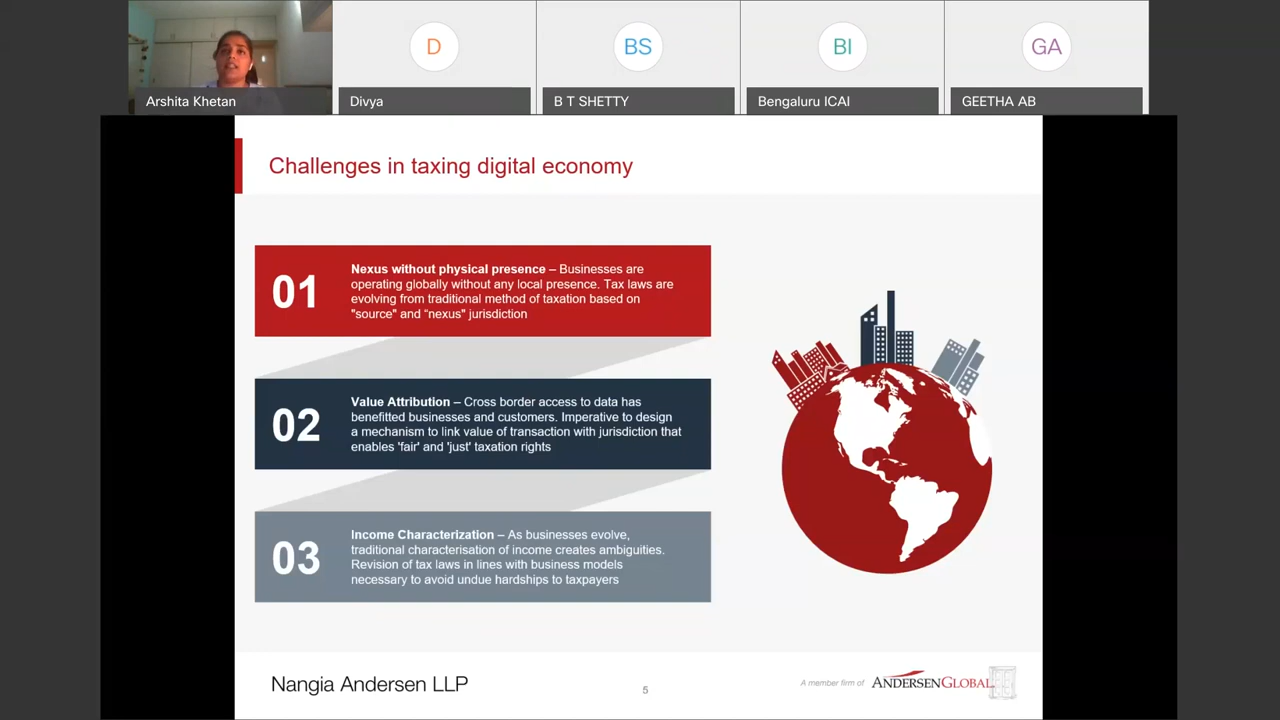 D
BS
BI
GA
Arshita Khetan
Divya
B T SHETTY
Bengaluru ICAI
GEETHA AB
Challenges in taxing digital economy
01
Nexus without physical presence – Businesses are
operating globally without any local presence. Tax laws are
evolving from traditional method of taxation based on
"source" and “nexus" jurisdiction
02
Value Attribution – Cross border access to data has
benefitted businesses and customers. Imperative to design
a mechanism to link value of transaction with jurisdiction that
enables 'fair' and 'just' taxation rights
03
Income Characterization – As businesses evolve,
traditional characterisation of income creates ambiguities.
Revision of tax laws in lines with business models
necessary to avoid undue hardships to taxpayers
Nangia Andersen LLP
5
A member firm of
ANDERSEN GLOBAL